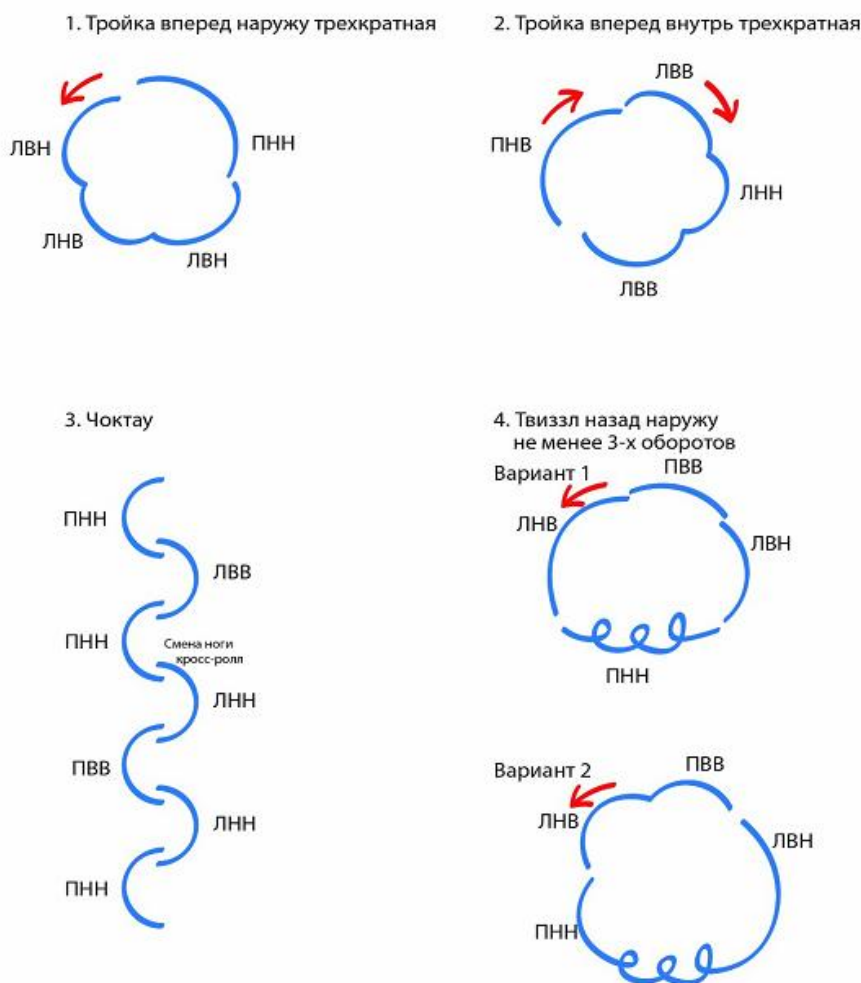 1. Тройка вперед наружу трехкратная
ЛВН
ПНН
ЛНВ
ЛВН
2. Тройка вперед внутрь трехкратная
ЛВВ
ПНВ
ЛНН
ЛВВ
3. Чоктау
ПНН
ЛВВ
ПНН
Смена ноги
кросс-ролл
ЛНН
ПВВ
ЛНН
ПНН
4. Твиззл назад наружу
не менее 3-х оборотов
Вариант 1
ПВВ
ЛНВ
ЛВН
ПНН
Вариант 2
ПВВ
ЛНВ
ЛВН
ПНН